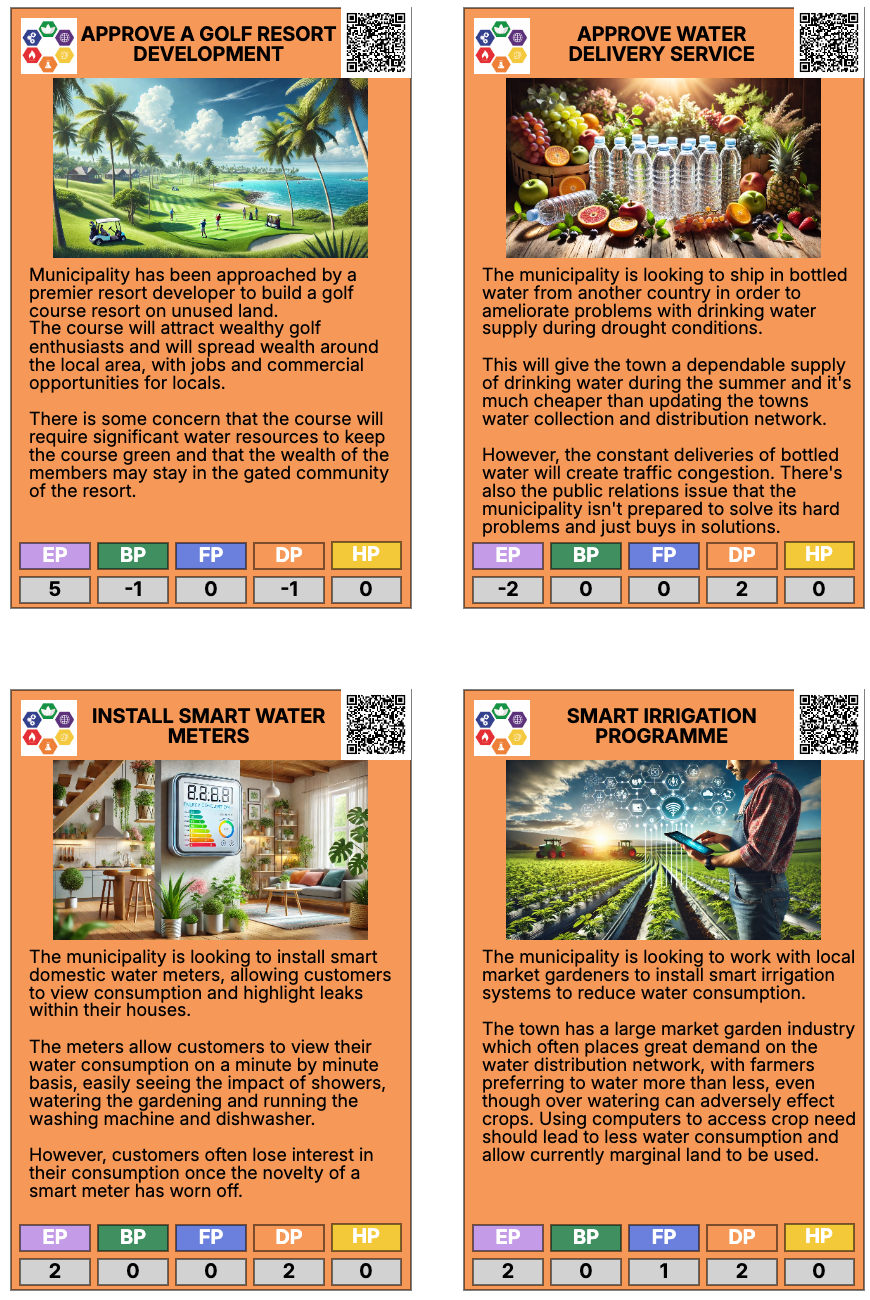 APPROVE A GOLF RESORT
DEVELOPMENT
Municipality has been approached by a
premier resort developer to build a golf
course resort on unused land.
The course will attract wealthy golf
enthusiasts and will spread wealth around
the local area, with jobs and commercial
opportunities for locals.
There is some concern that the course will
require significant water resources to keep
the course green and that the wealth of the
members may stay in the gated community
of the resort.
EP BP FP DP HP
5 -1 0 -1 0
APPROVE WATER
DELIVERY SERVICE
The municipality is looking to ship in bottled
water from another country in order to
ameliorate problems with drinking water
supply during drought conditions.
This will give the town a dependable supply
of drinking water during the summer and it's
much cheaper than updating the towns
water collection and distribution network.
However, the constant deliveries of bottled
water will create traffic congestion. There's
also the public relations issue that the
municipality isn't prepared to solve its hard
problems and just buys in solutions.
EP BP FP DP HP
-2 0 0 2 0
INSTALL SMART WATER
METERS
The municipality is looking to install smart
domestic water meters, allowing customers
to view consumption and highlight leaks
within their houses.
The meters allow customers to view their
water consumption on a minute by minute
basis, easily seeing the impact of showers,
watering the gardening and running the
washing machine and dishwasher.
However, customers often lose interest in
their consumption once the novelty of a
smart meter has worn off.
EP BP FP DP HP
2 0 0 2 0
SMART IRRIGATION
PROGRAMME
The municipality is looking to work with local
market gardeners to install smart irrigation
systems to reduce water consumption.
The town has a large market garden industry
which often places great demand on the
water distribution network, with farmers
preferring to water more than less, even
though over watering can adversely effect
crops. Using computers to access crop need
should lead to less water consumption and
allow currently marginal land to be used.
EP BP FP DP HP
2 0 1 2 0